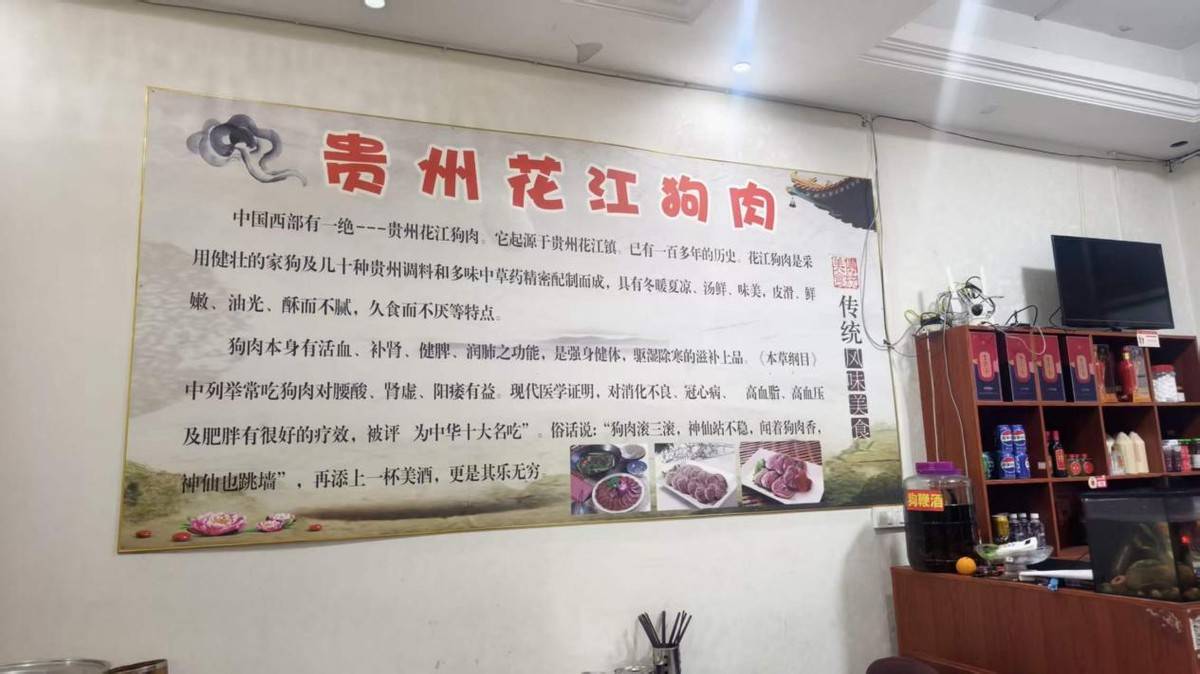 贵州花江狗肉
中国西部有一绝---贵州花江狗肉。它起源于贵州花江镇。已有一百多年的历史。花江狗肉是采
用健壮的家狗及几十种贵州调料和多味中草药精密配制而成，具有冬暖夏凉、汤鲜、味美，皮滑、鲜
嫩、油光、酥而不腻，久食而不厌等特点。
狗肉本身有活血、补肾、健脾、润肺之功能，是强身健体，驱湿除寒的滋补上品。《本草纲目》
中列举常吃狗肉对腰酸、肾虚、阳痿有益。现代医学证明，对消化不良、冠心病、 高血脂、高血压
及肥胖有很好的疗效，被评 为中华十大名吃”。俗话说：“狗肉滚三滚，神仙站不稳，闻着狗肉香，
神仙也跳墙”，再添上一杯美酒，更是其乐无穷
传统风味美食
狗鞭酒